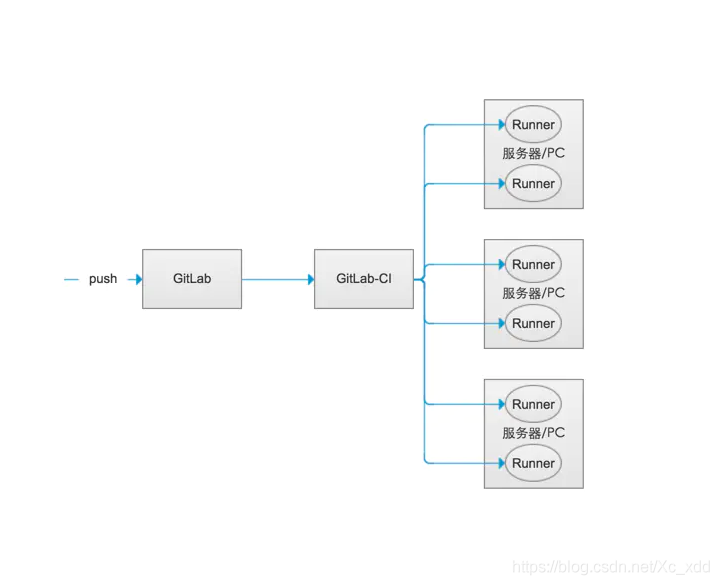 push
GitLab
GitLab-CI
Runner
服务器/PC
Runner
Runner
服务器/PC
Runner
Runner
服务器/PC
Runner
https://blog.csdn.net/Xc_xdd